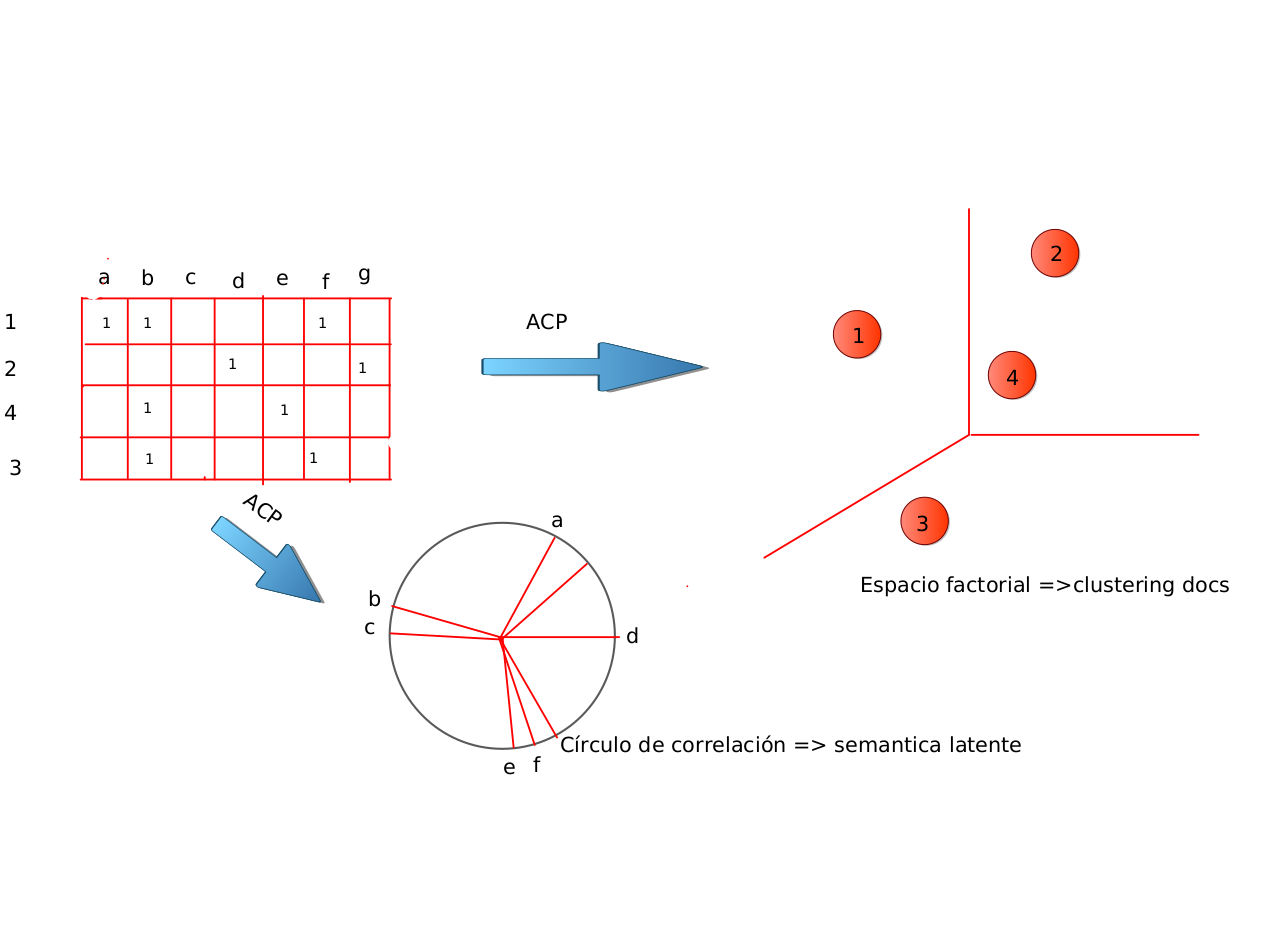 a b c d e f g
1 1 1 1
2 1 1
4 1 1
3 1 1
ACP
ACP
1
2
4
3
Espacio factorial =>clustering docs
a
b
c
d
e f
Círculo de correlación => semantica latente